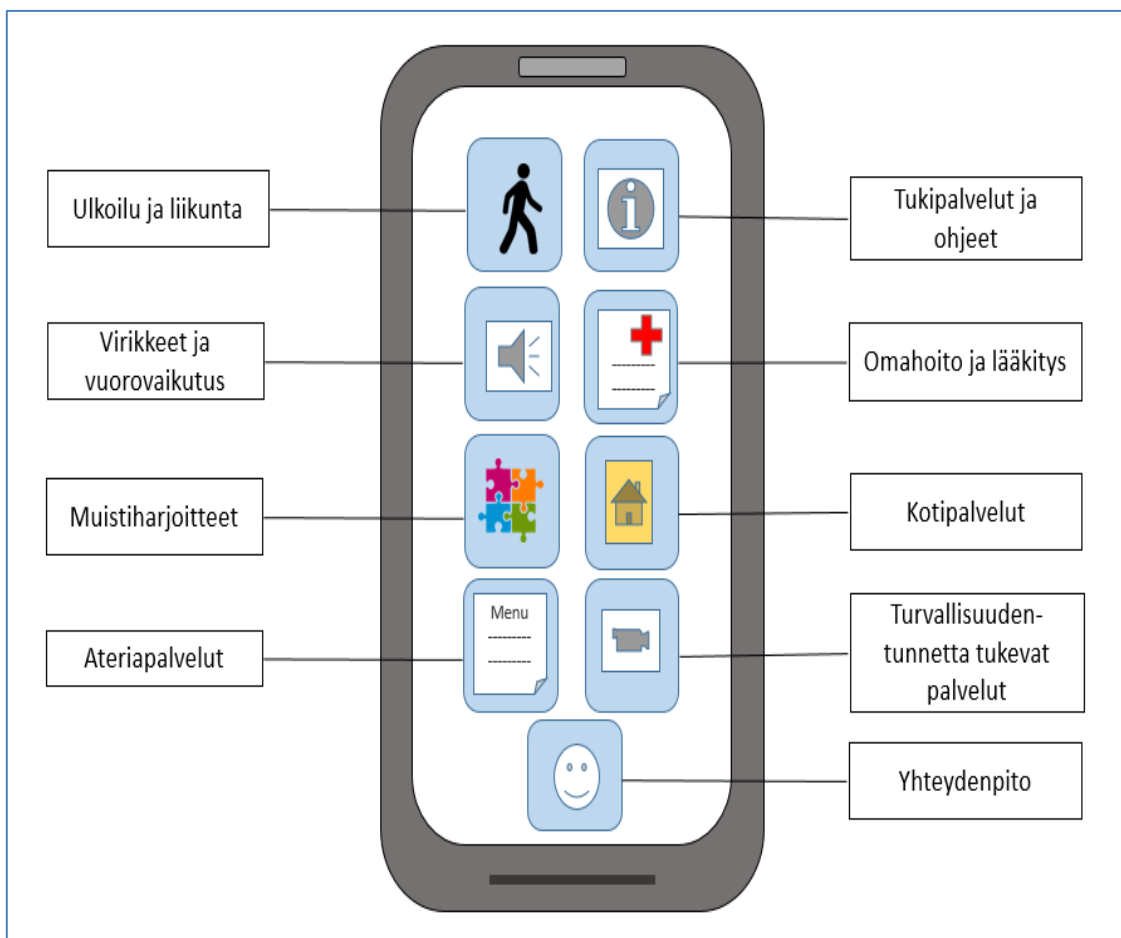 Ulkoilu ja liikunta
Tukipalvelut ja
ohjeet
Virikkeet ja
vuorovaikutus
Omahoito ja lääkitys
Muistiharjoitteet
Kotipalvelut
Menu
Ateriapalvelut
Turvallisuuden-
tunnetta tukevat
palvelut
Yhteydenpito